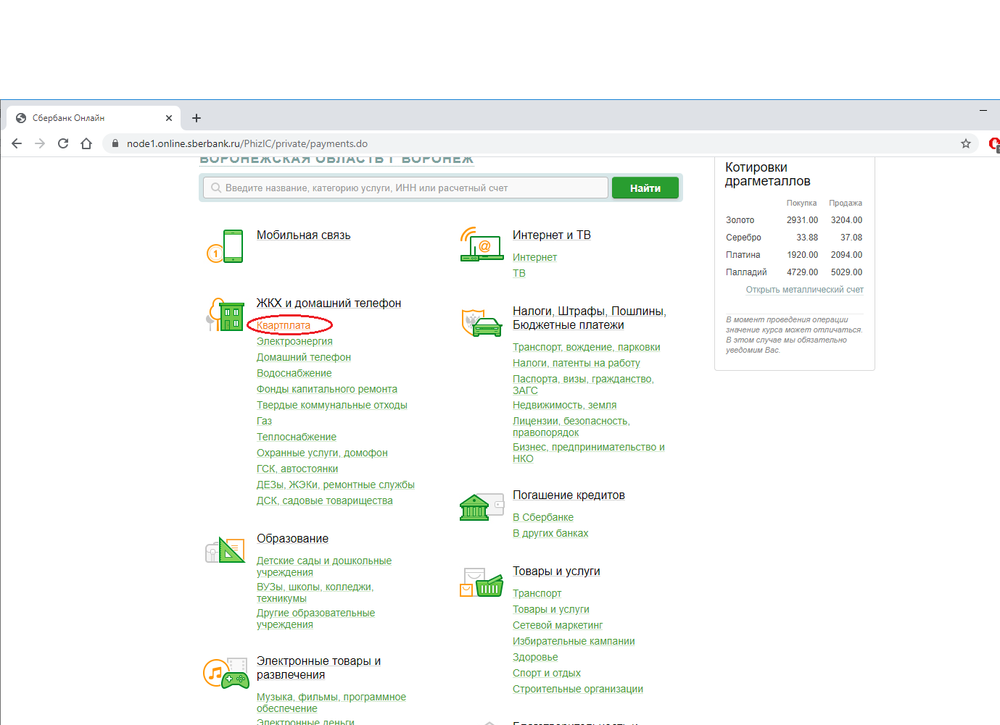 Сбербанк Онлайн
node1.online.sberbank.ru/PhizIC/private/payments.do
ВОРОНЕЖСКАЯ ОБЛАСТЬ Г ВОРОНЕЖ
Введите название, категорию услуги, ИНН или расчетный счет
Найти
Мобильная связь
ЖКХ и домашний телефон
Квартплата
Электроэнергия
Домашний телефон
Водоснабжение
Фонды капитального ремонта
Твердые коммунальные отходы
Газ
Теплоснабжение
Охранные услуги, домофон
ГСК, автостоянки
ДЕЗы, ЖЭКи, ремонтные службы
ДСК, садовые товарищества
Образование
Детские сады и дошкольные
учреждения
ВУЗы, школы, колледжи,
техникумы
Другие образовательные
учреждения
Электронные товары и
развлечения
Музыка, фильмы, программное
обеспечение
Электронные деньги
Интернет и ТВ
Интернет
ТВ
Налоги, Штрафы, Пошлины,
Бюджетные платежи
Транспорт, вождение, парковки
Налоги, патенты на работу
Паспорта, визы, гражданство,
ЗАГС
Недвижимость, земля
Лицензии, безопасность,
правопорядок
Бизнес, предпринимательство и
НКО
Погашение кредитов
В Сбербанке
В других банках
Товары и услуги
Транспорт
Товары и услуги
Сетевой маркетинг
Избирательные кампании
Здоровье
Спорт и отдых
Строительные организации
Благотворительность и
Котировки
драгметаллов
Покупка Продажа
Золото 2931.00 3204.00
Серебро 33.88 37.08
Платина 1920.00 2094.00
Палладий 4729.00 5029.00
Открыть металлический счет
В момент проведения операции
значение курса может отличаться.
В этом случае мы обязательно
уведомим Вас.